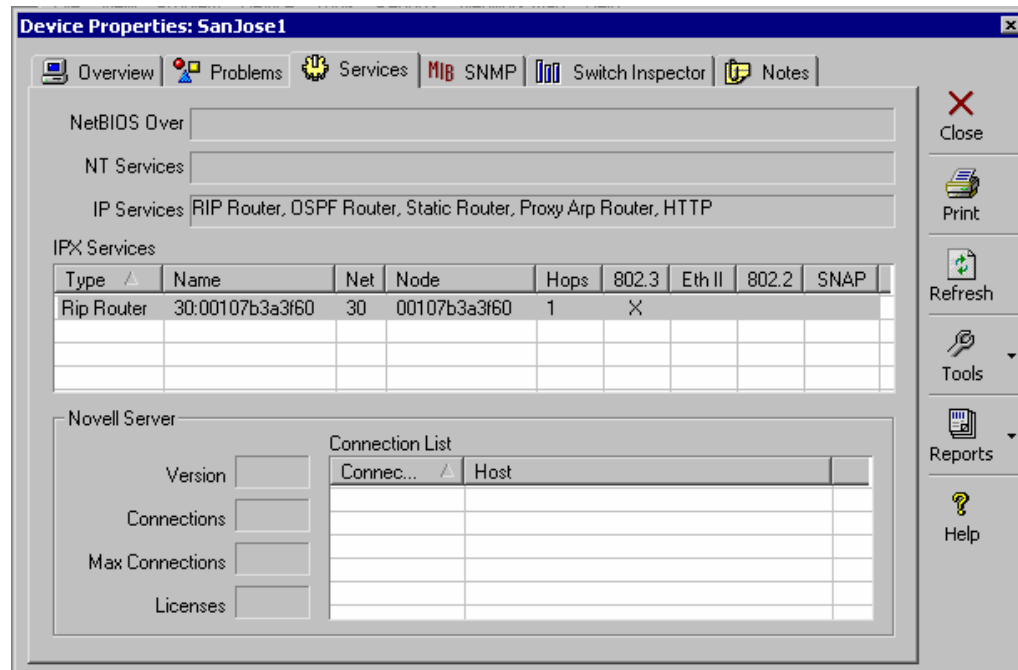 Device Properties: SanJose1
Overview
Problems
Services
MIB SNMP
Switch Inspector
Notes
NetBIOS Over
NT Services
IP Services RIP Router, OSPF Router, Static Router, Proxy Arp Router, HTTP
IPX Services
Type Name Net Node Hops 802.3 Eth II 802.2 SNAP
Rip Router 30:00107b3a3f60 30 00107b3a3f60 1 X
Novell Server
Connection List
Connec... Host
Version
Connections
Max Connections
Licenses
Close
Print
Refresh
Tools
Reports
Help